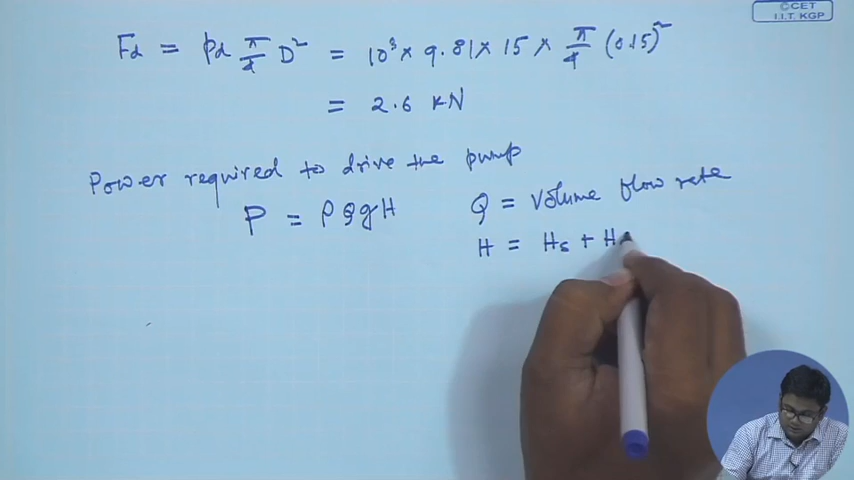 ©CET
I.I.T. KGP
Fd = pd π/4 D² = 10³ × 9.81 × 15 × π/4 (0.15)²
= 2.6 kN
Power required to drive the pump
P = ρQgH
Q = Volume flow rate
H = Hs + H